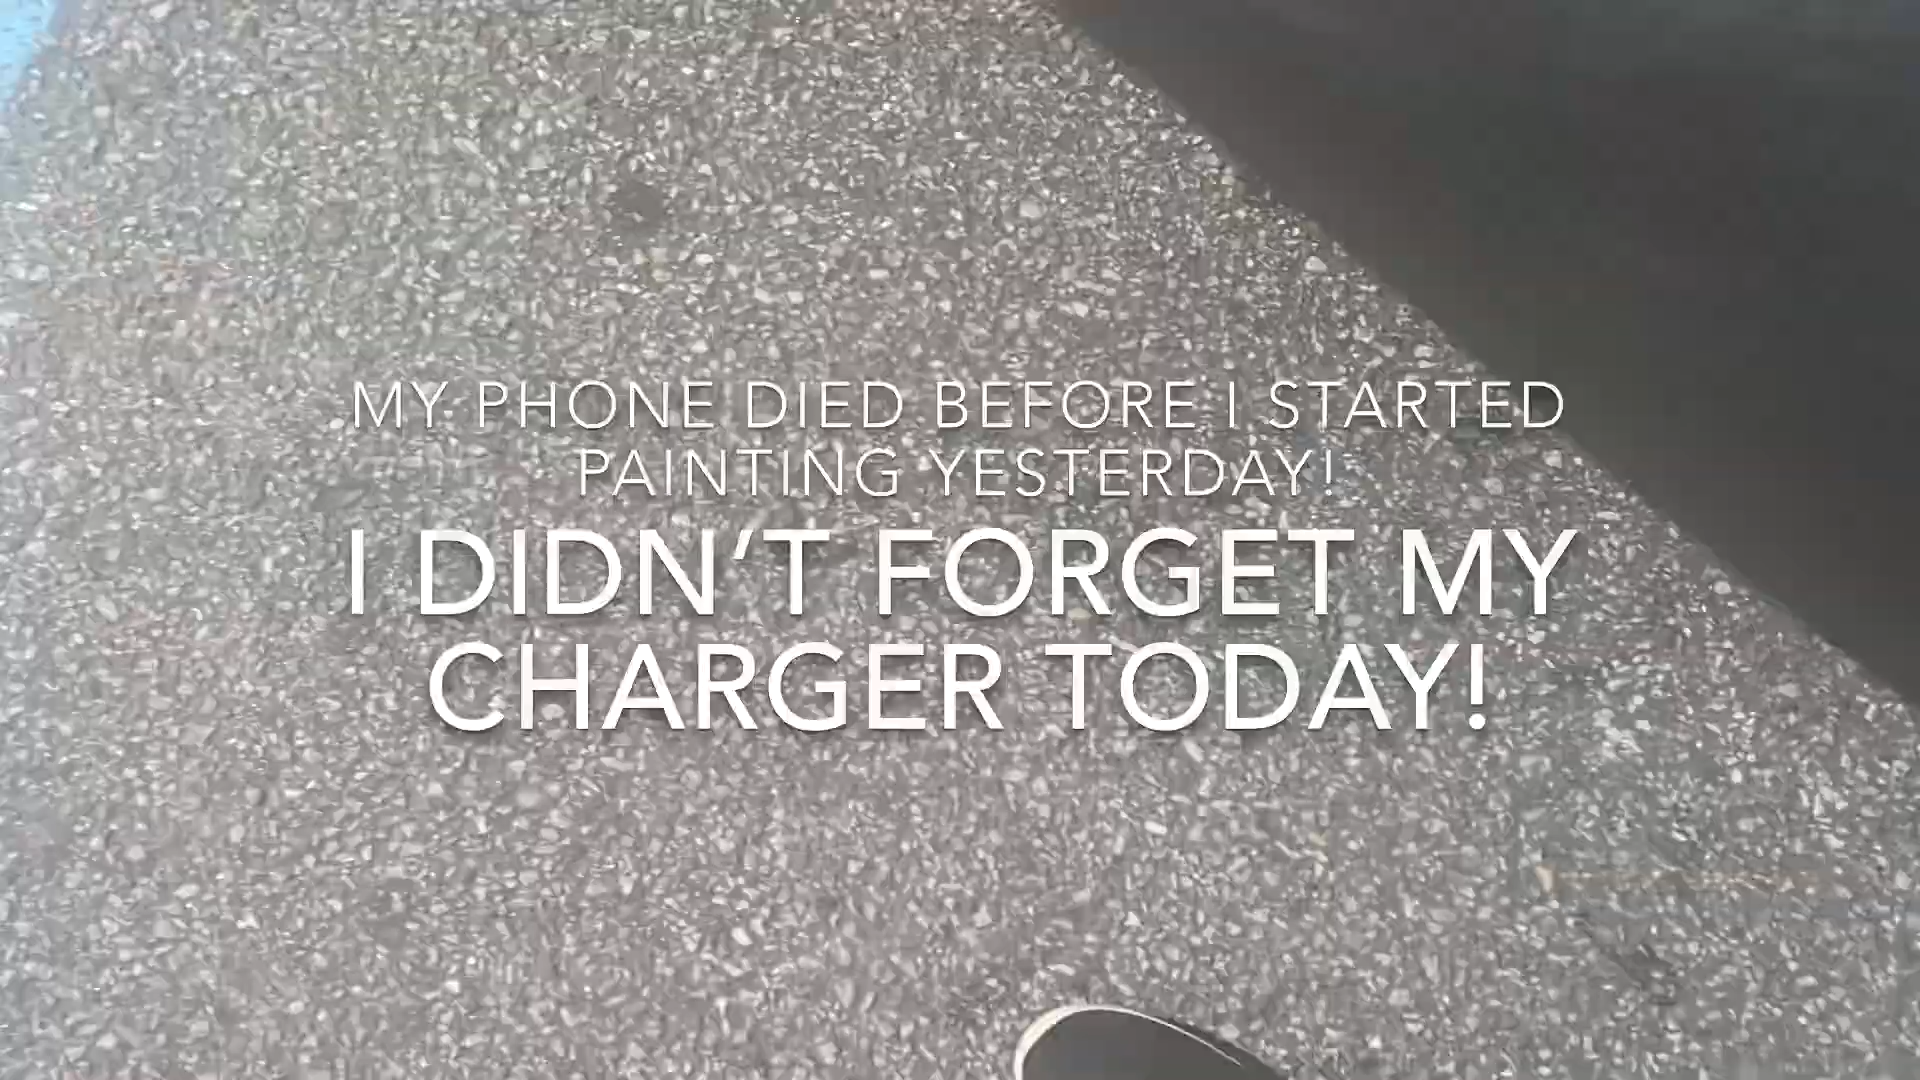 MY PHONE DIED BEFORE I STARTED
PAINTING YESTERDAY!
I DIDN’T FORGET MY
CHARGER TODAY!